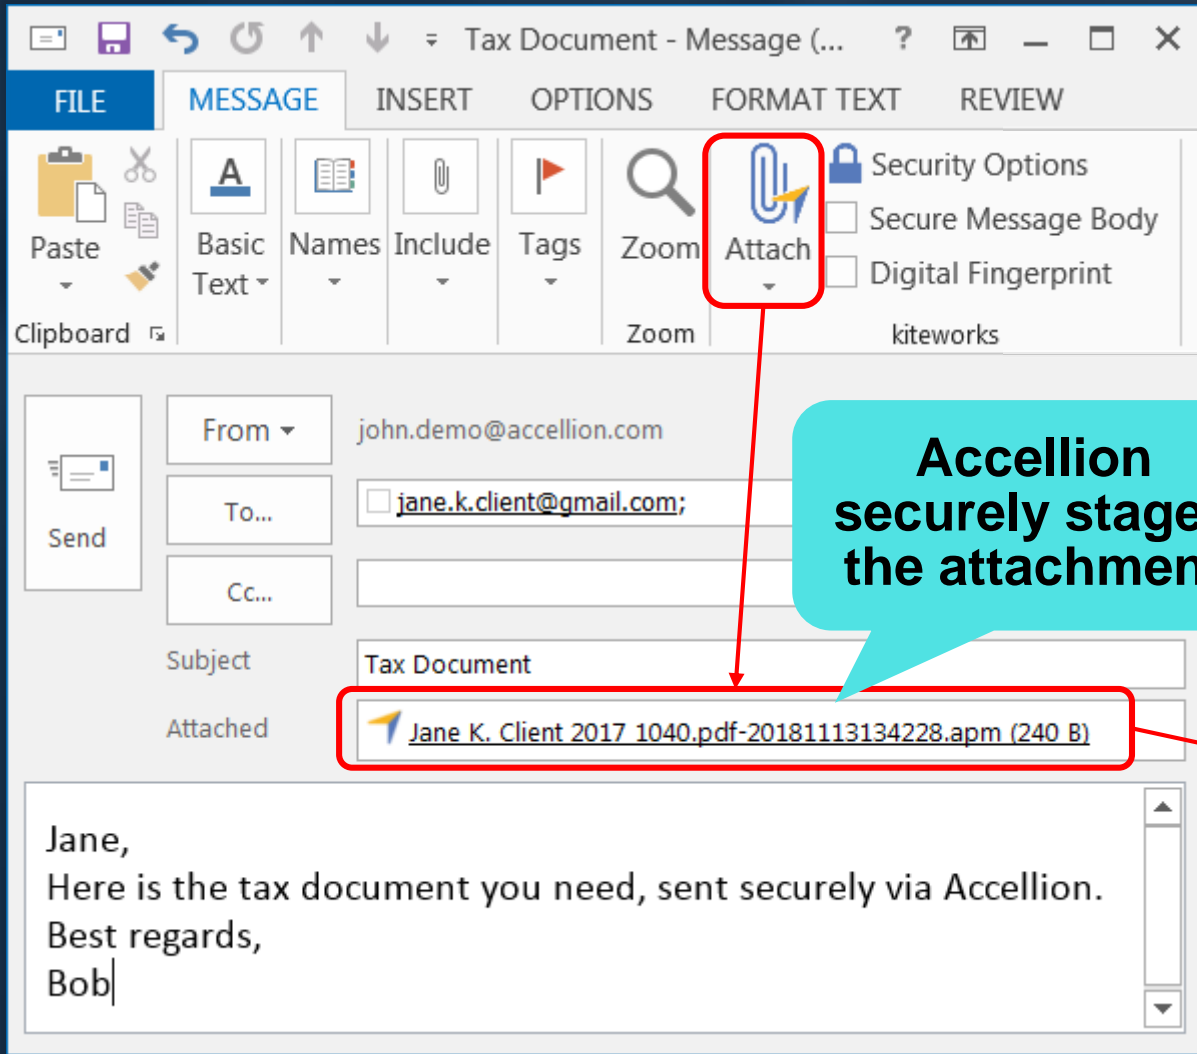 Tax Document - Message (... ?
FILE MESSAGE INSERT OPTIONS FORMAT TEXT REVIEW
Paste
Basic Text
Names
Include
Tags
Zoom
Attach
Security Options
Secure Message Body
Digital Fingerprint
Clipboard Zoom kiteworks
From john.demo@accellion.com
To... jane.k.client@gmail.com;
Send
Cc...
Accellion
securely stage
the attachmen
Subject Tax Document
Attached Jane K. Client 2017 1040.pdf-20181113134228.apm (240 B)
Jane,
Here is the tax document you need, sent securely via Accellion.
Best regards,
Bob